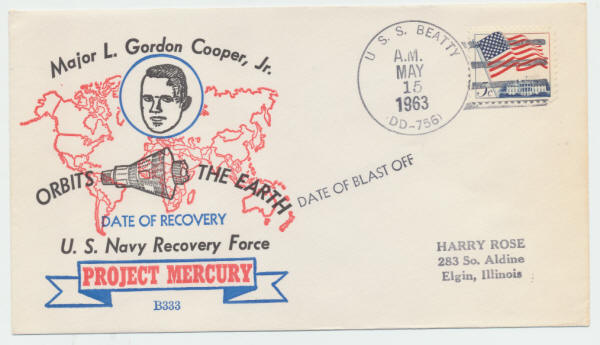 Major L. Gordon Cooper, Jr.
ORBITS THE EARTH
DATE OF RECOVERY
U. S. Navy Recovery Force
PROJECT MERCURY
B333
U. S. S. BEATTY
A.M.
MAY
15
1963
(DD-756)
5c
DATE OF BLAST OFF
HARRY ROSE
283 So. Aldine
Elgin, Illinois